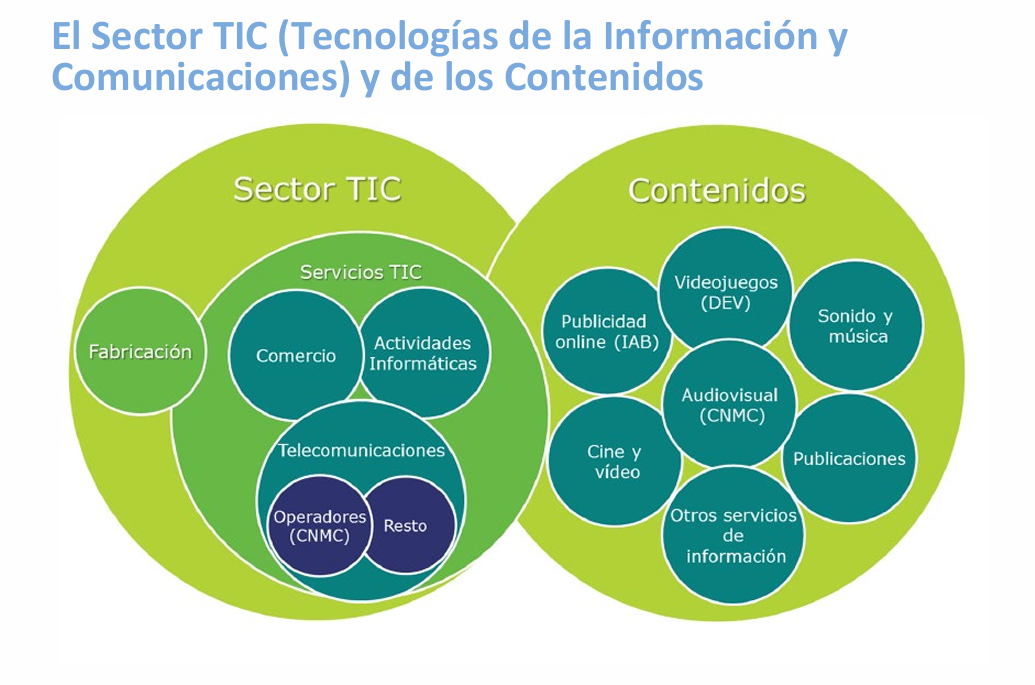 El Sector TIC (Tecnologías de la Información y
Comunicaciones) y de los Contenidos
Sector TIC
Servicios TIC
Fabricación
Comercio
Actividades
Informáticas
Telecomunicaciones
Operadores
(CNMC)
Resto
Contenidos
Videojuegos
(DEV)
Publicidad
online (IAB)
Sonido y
música
Audiovisual
(CNMC)
Cine y
vídeo
Publicaciones
Otros servicios
de
información